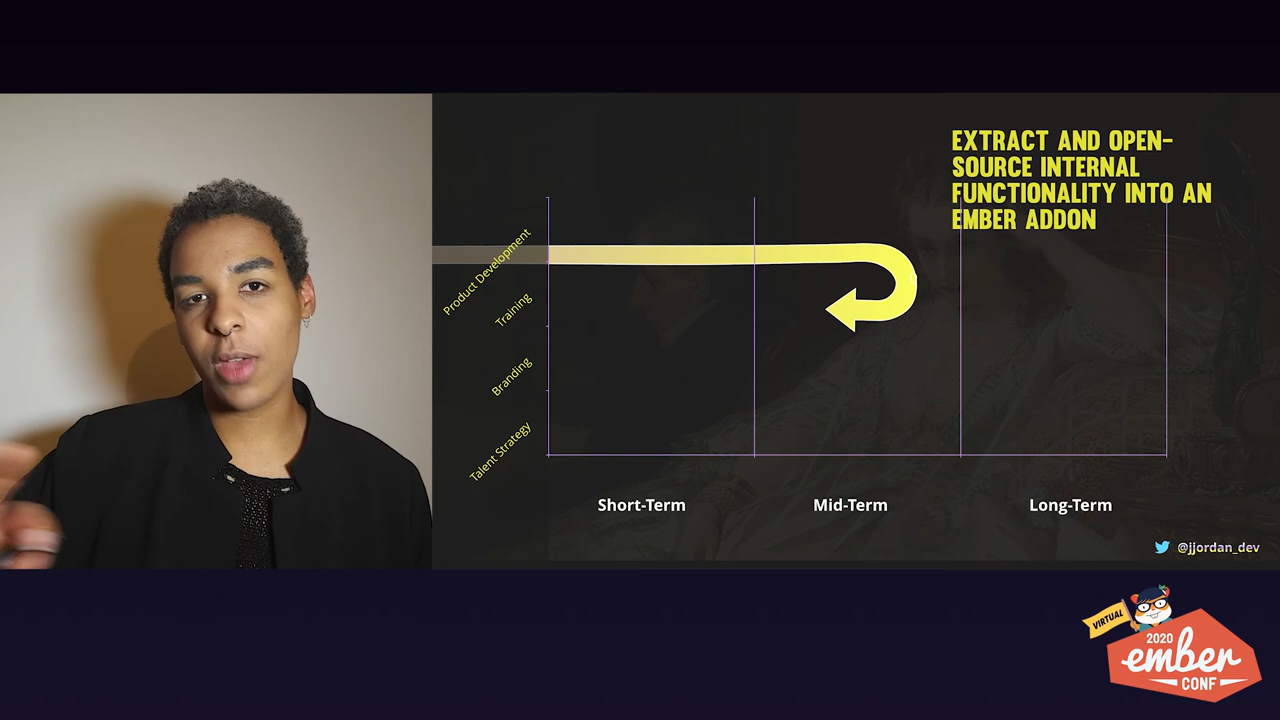 EXTRACT AND OPEN-
SOURCE INTERNAL
FUNCTIONALITY INTO AN
EMBER ADDON
Product Development
Training
Branding
Talent Strategy
Short-Term
Mid-Term
Long-Term
@jjordan_dev
VIRTUAL
2020
ember
CONF